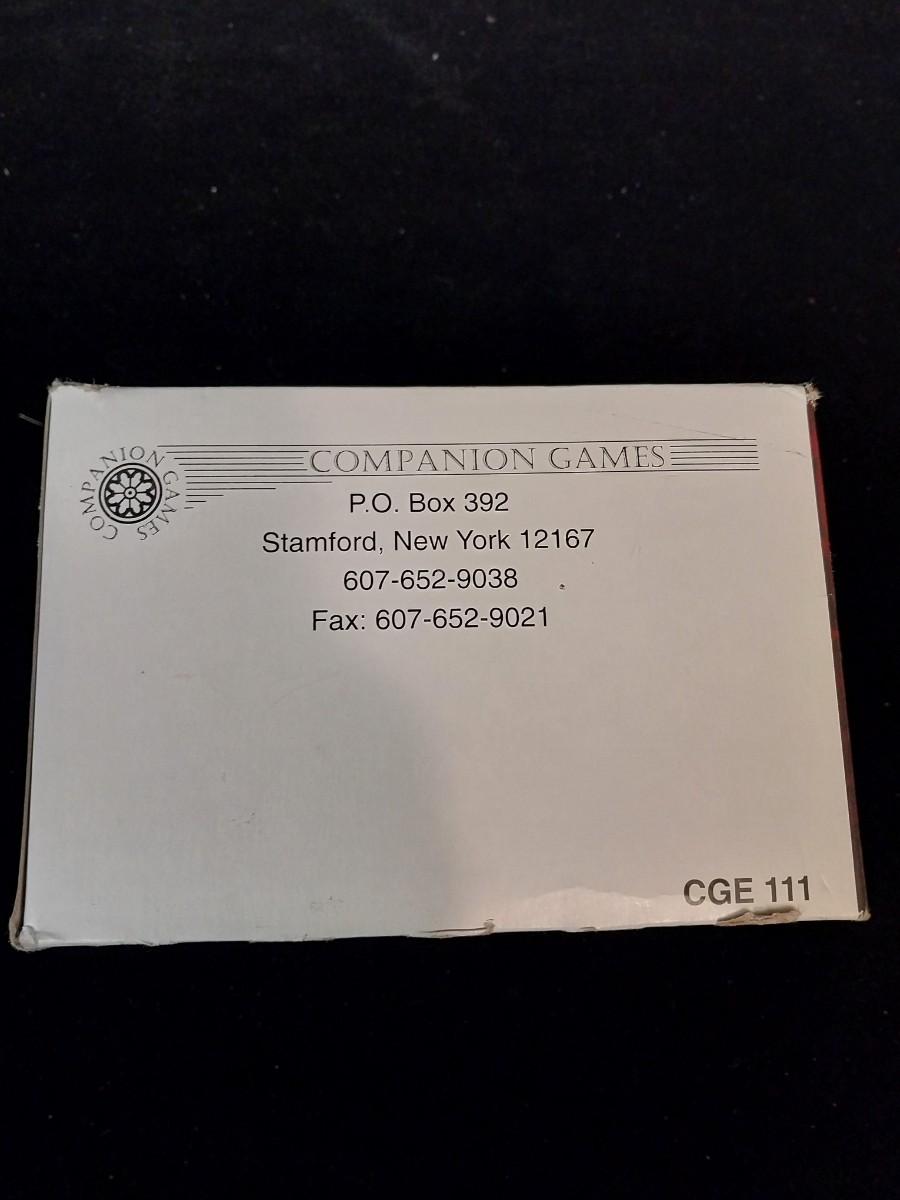 COMPANION GAMES
COMPANION GAMES
P.O. Box 392
Stamford, New York 12167
607-652-9038
Fax: 607-652-9021
CGE 111